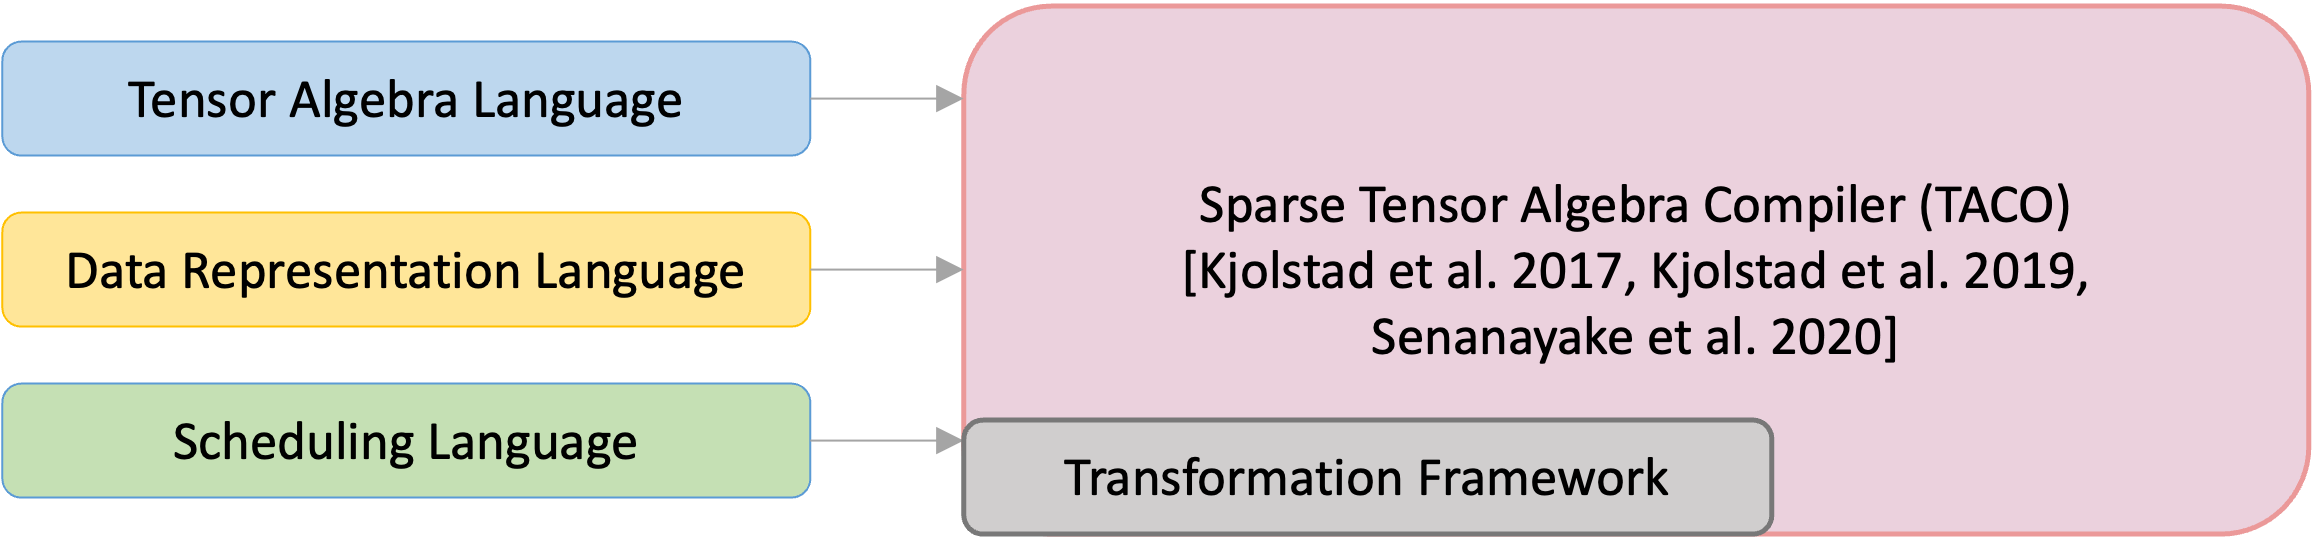 Tensor Algebra Language
Data Representation Language
Scheduling Language
Sparse Tensor Algebra Compiler (TACO)
[Kjolstad et al. 2017, Kjolstad et al. 2019,
Senanayake et al. 2020]
Transformation Framework